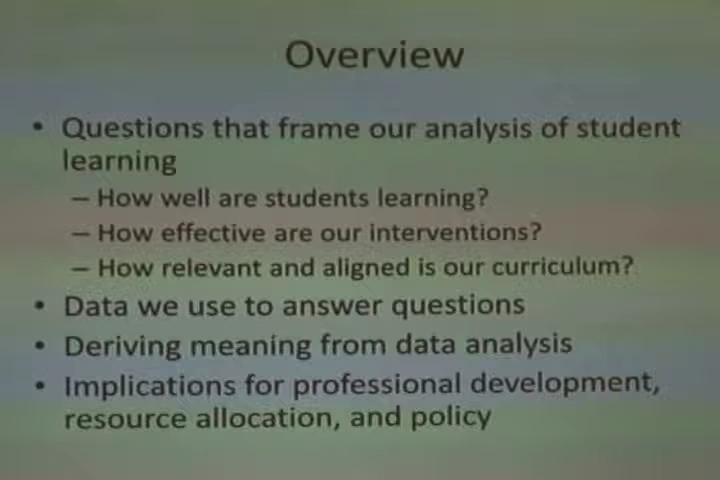 Overview
• Questions that frame our analysis of student
learning
– How well are students learning?
– How effective are our interventions?
– How relevant and aligned is our curriculum?
• Data we use to answer questions
• Deriving meaning from data analysis
• Implications for professional development,
resource allocation, and policy